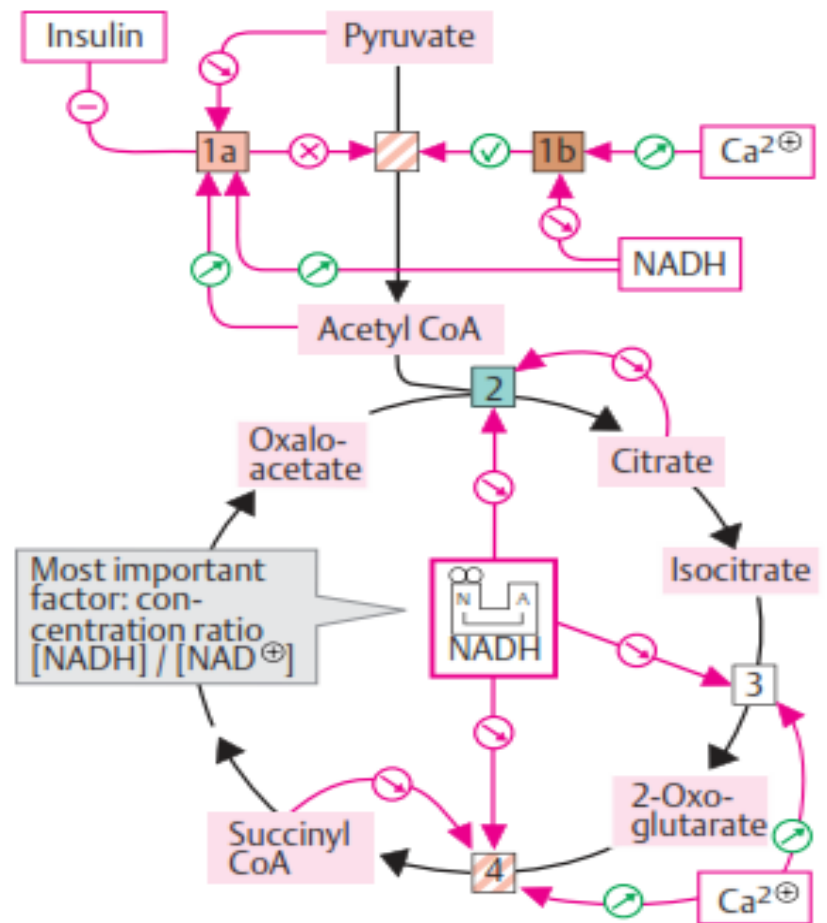 Insulin
Pyruvate
1a
1b
Ca²⊕
NADH
Acetyl CoA
2
Oxalo-
acetate
Citrate
Most important
factor: con-
centration ratio
[NADH] / [NAD⊕]
N A
NADH
Isocitrate
3
2-Oxo-
glutarate
Succinyl
CoA
4
Ca²⊕